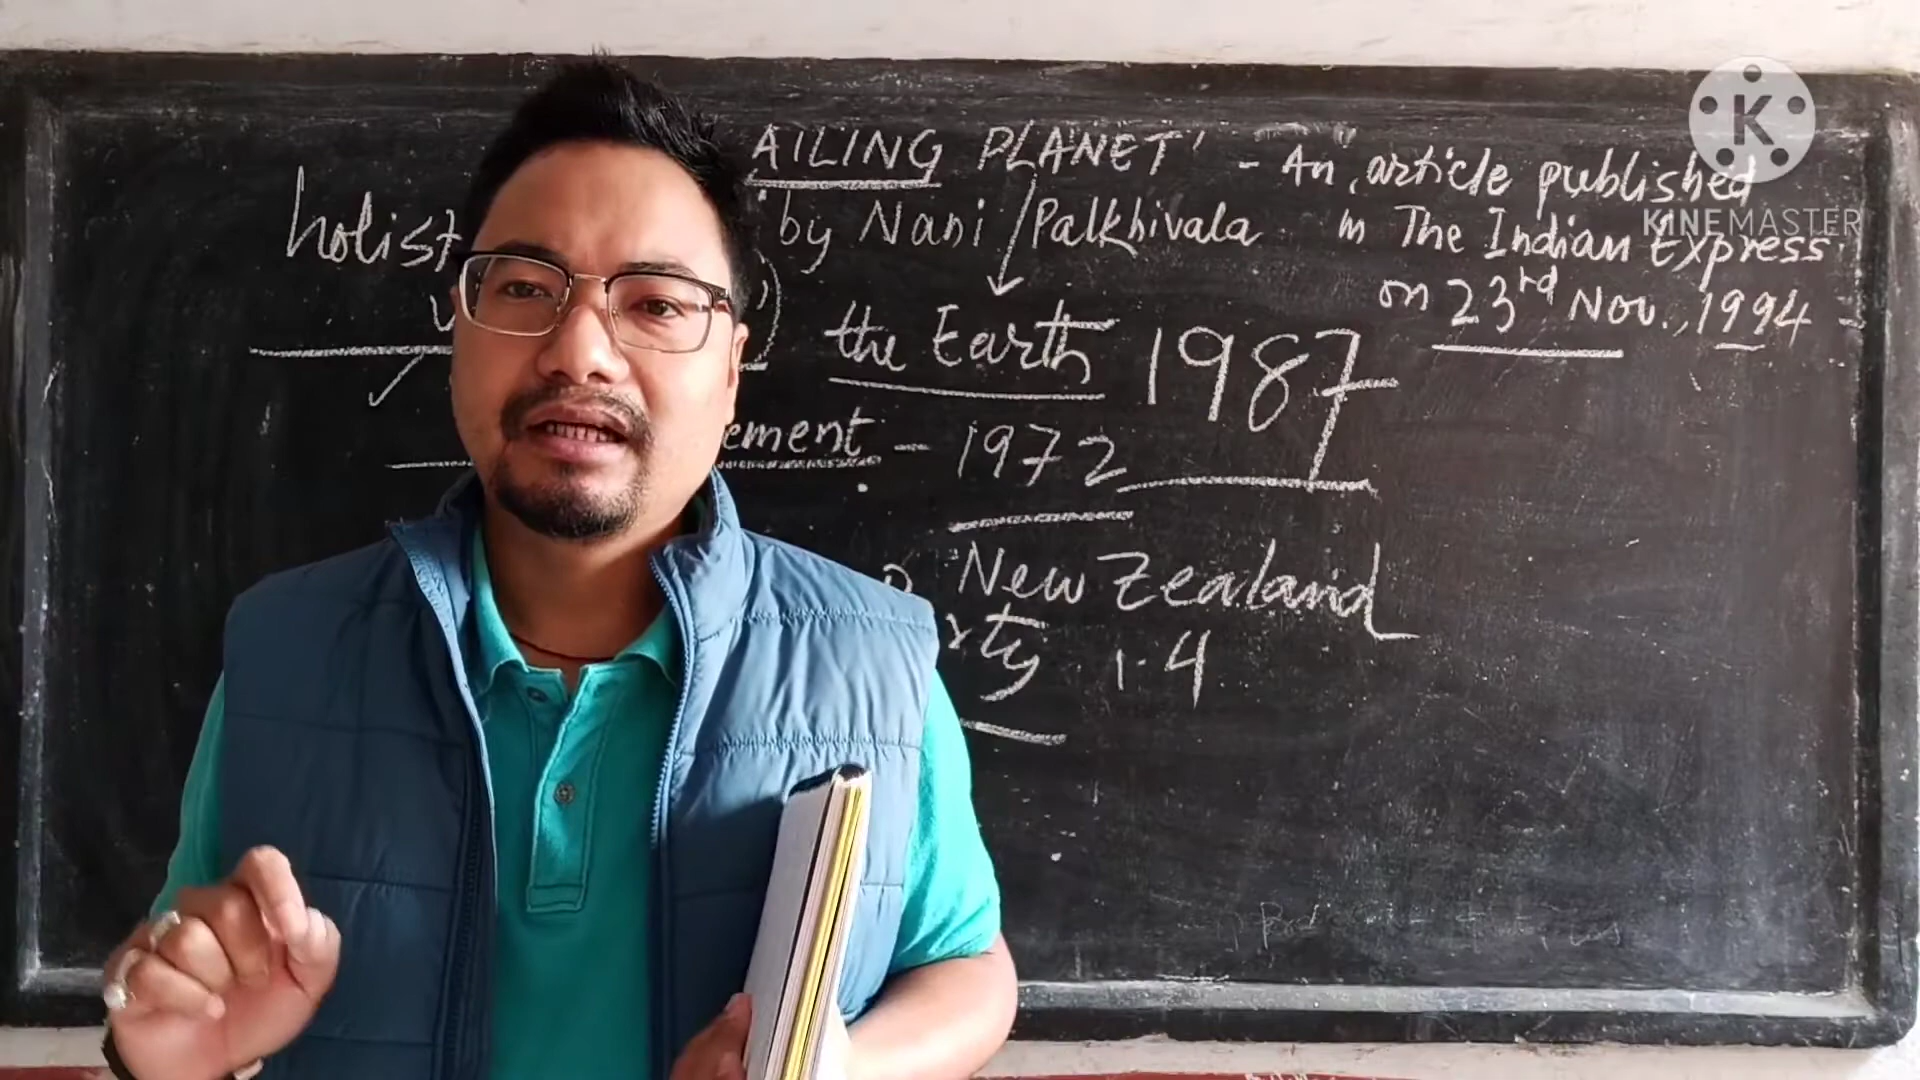 AILING PLANET' - An article published
holist by Nani Palkhivala in The Indian Express
on 23rd Nov., 1994 -
the Earth 1987
ement - 1972
New Zealand
rty 1.4
K
KINEMASTER